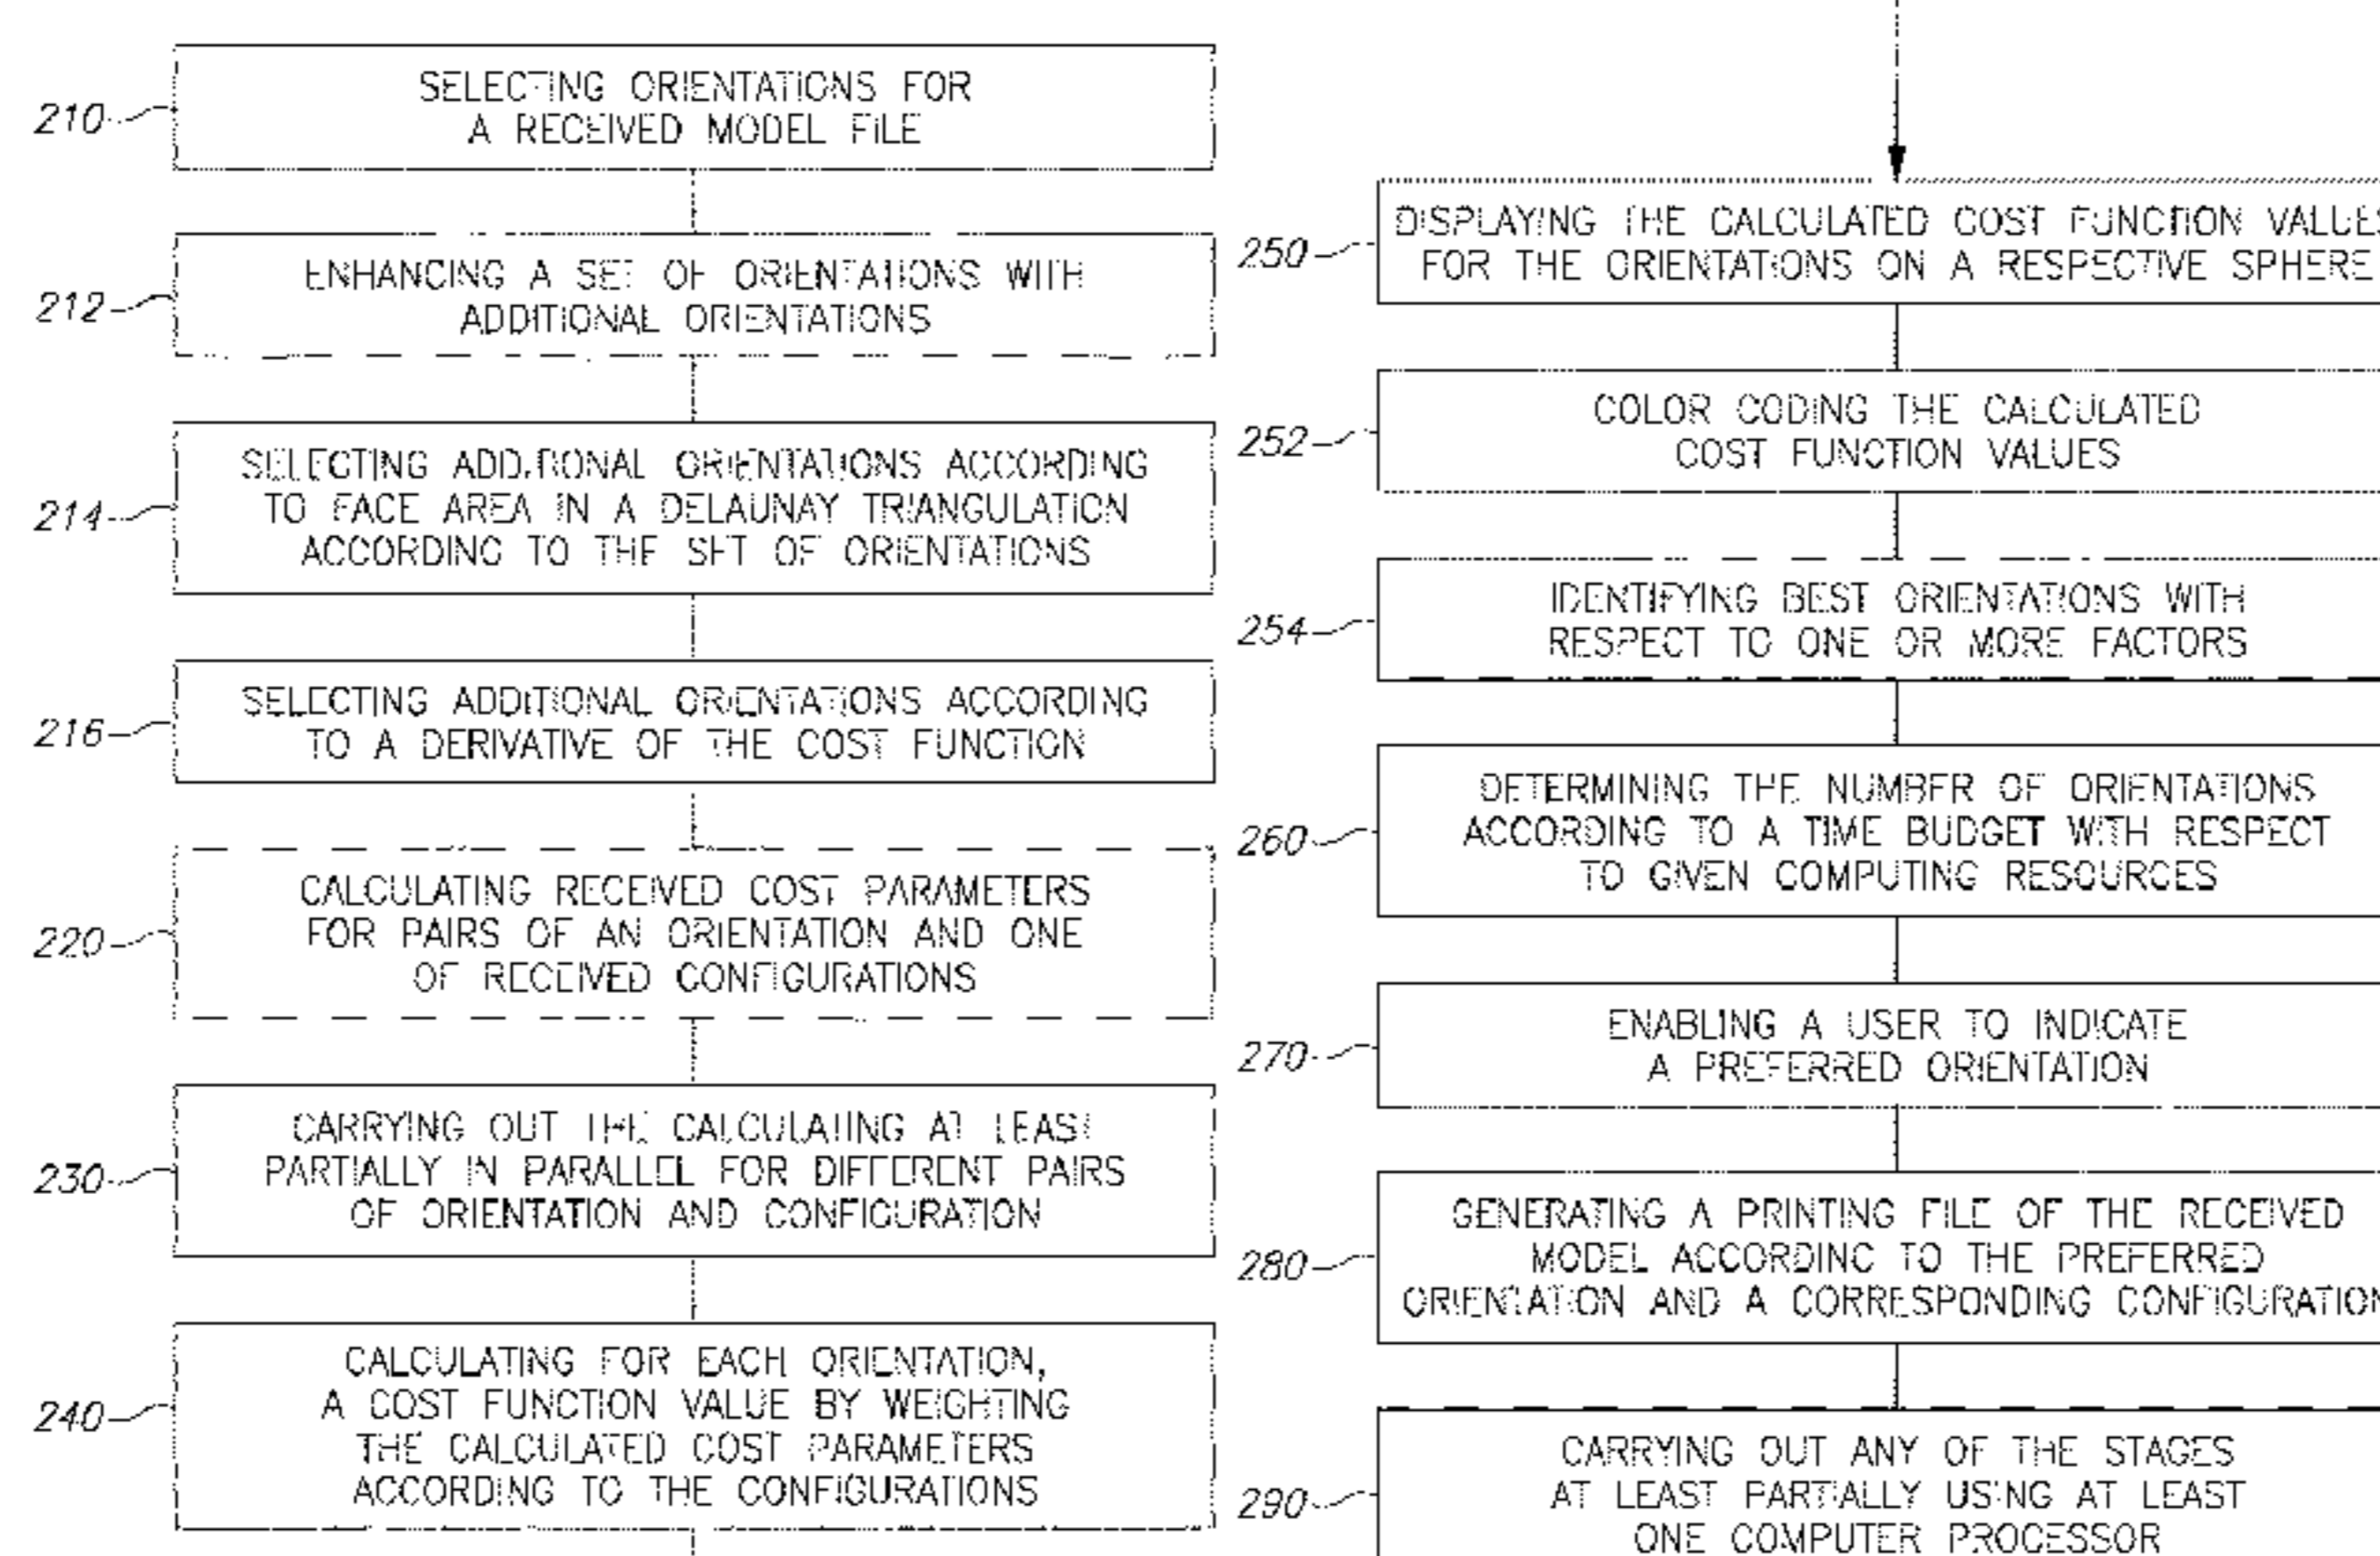 210
SELECTING ORIENTATIONS FOR
A RECEIVED MODEL FILE
212
ENHANCING A SET OF ORIENTATIONS WITH
ADDITIONAL ORIENTATIONS
214
SELECTING ADDITIONAL ORIENTATIONS ACCORDING
TO FACE AREA IN A DELAUNAY TRIANGULATION
ACCORDING TO THE SET OF ORIENTATIONS
216
SELECTING ADDITIONAL ORIENTATIONS ACCORDING
TO A DERIVATIVE OF THE COST FUNCTION
220
CALCULATING RECEIVED COST PARAMETERS
FOR PAIRS OF AN ORIENTATION AND ONE
OF RECEIVED CONFIGURATIONS
230
CARRYING OUT THE CALCULATING AT LEAST
PARTIALLY IN PARALLEL FOR DIFFERENT PAIRS
OF ORIENTATION AND CONFIGURATION
240
CALCULATING FOR EACH ORIENTATION,
A COST FUNCTION VALUE BY WEIGHTING
THE CALCULATED COST PARAMETERS
ACCORDING TO THE CONFIGURATIONS
250
DISPLAYING THE CALCULATED COST FUNCTION VALUES
FOR THE ORIENTATIONS ON A RESPECTIVE SPHERE
252
COLOR CODING THE CALCULATED
COST FUNCTION VALUES
254
IDENTIFYING BEST ORIENTATIONS WITH
RESPECT TO ONE OR MORE FACTORS
260
DETERMINING THE NUMBER OF ORIENTATIONS
ACCORDING TO A TIME BUDGET WITH RESPECT
TO GIVEN COMPUTING RESOURCES
270
ENABLING A USER TO INDICATE
A PREFERRED ORIENTATION
280
GENERATING A PRINTING FILE OF THE RECEIVED
MODEL ACCORDING TO THE PREFERRED
ORIENTATION AND A CORRESPONDING CONFIGURATION
290
CARRYING OUT ANY OF THE STAGES
AT LEAST PARTIALLY USING AT LEAST
ONE COMPUTER PROCESSOR